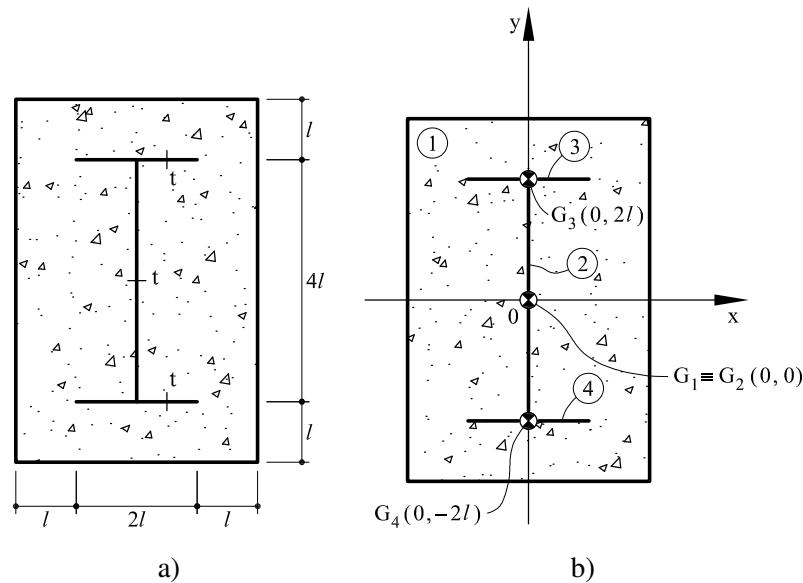 y
l
t
4l
t
t
l
l
2l
l
a)
1
3
G3(0, 2l)
2
0
x
G1≡G2(0, 0)
4
G4(0,−2l)
b)